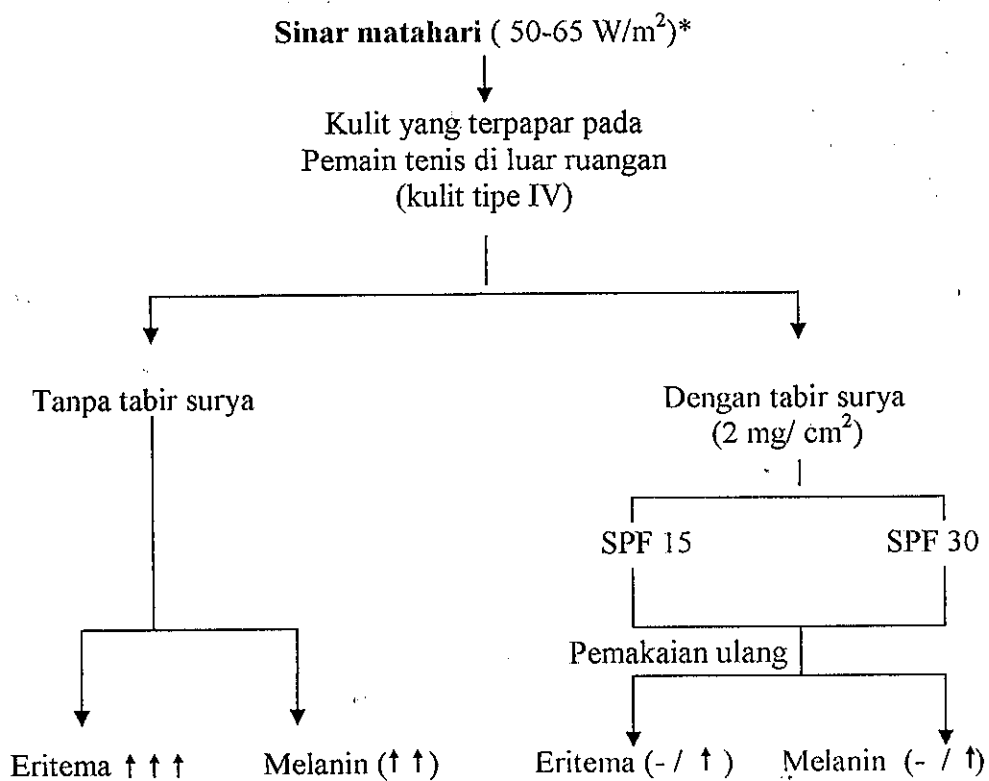 Sinar matahari ( 50-65 W/m²)*
Kulit yang terpapar pada
Pemain tenis di luar ruangan
(kulit tipe IV)
Tanpa tabir surya
Dengan tabir surya
(2 mg/ cm²)
SPF 15
SPF 30
Pemakaian ulang
Eritema ↑ ↑ ↑
Melanin (↑ ↑)
Eritema (- / ↑ )
Melanin (- / ↑)